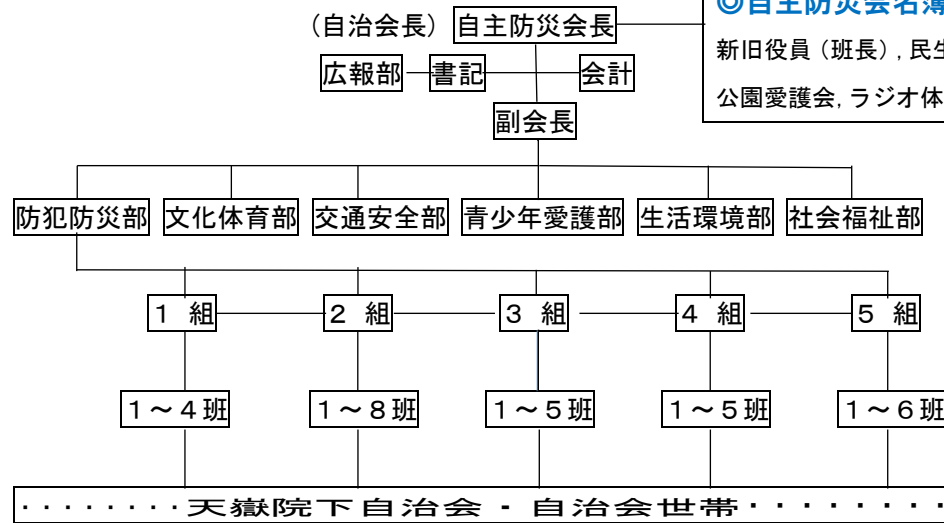 ◎自主防災会名簿
(自治会長) 自主防災会長
新旧役員(班長),民生
広報部 書記 会計
公園愛護会,ラジオ体
副会長
防犯防災部 文化体育部 交通安全部 青少年愛護部 生活環境部 社会福祉部
1 組 2 組 3 組 4 組 5 組
1~4班 1~8班 1~5班 1~5班 1~6班
········天嶽院下自治会・自治会世帯········